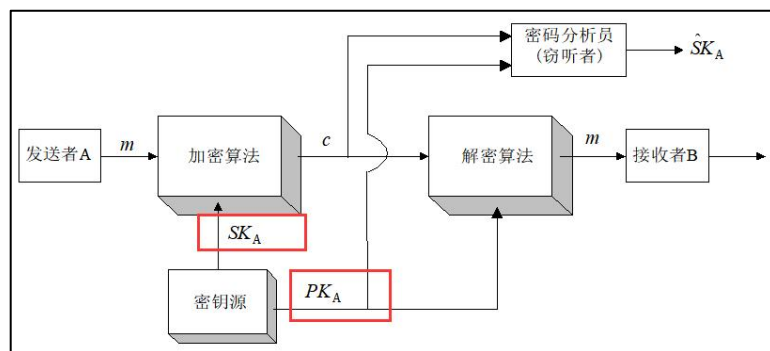 密码分析员
(窃听者)
ŜK_A
发送者A
m
加密算法
c
解密算法
m
接收者B
SK_A
PK_A
密钥源